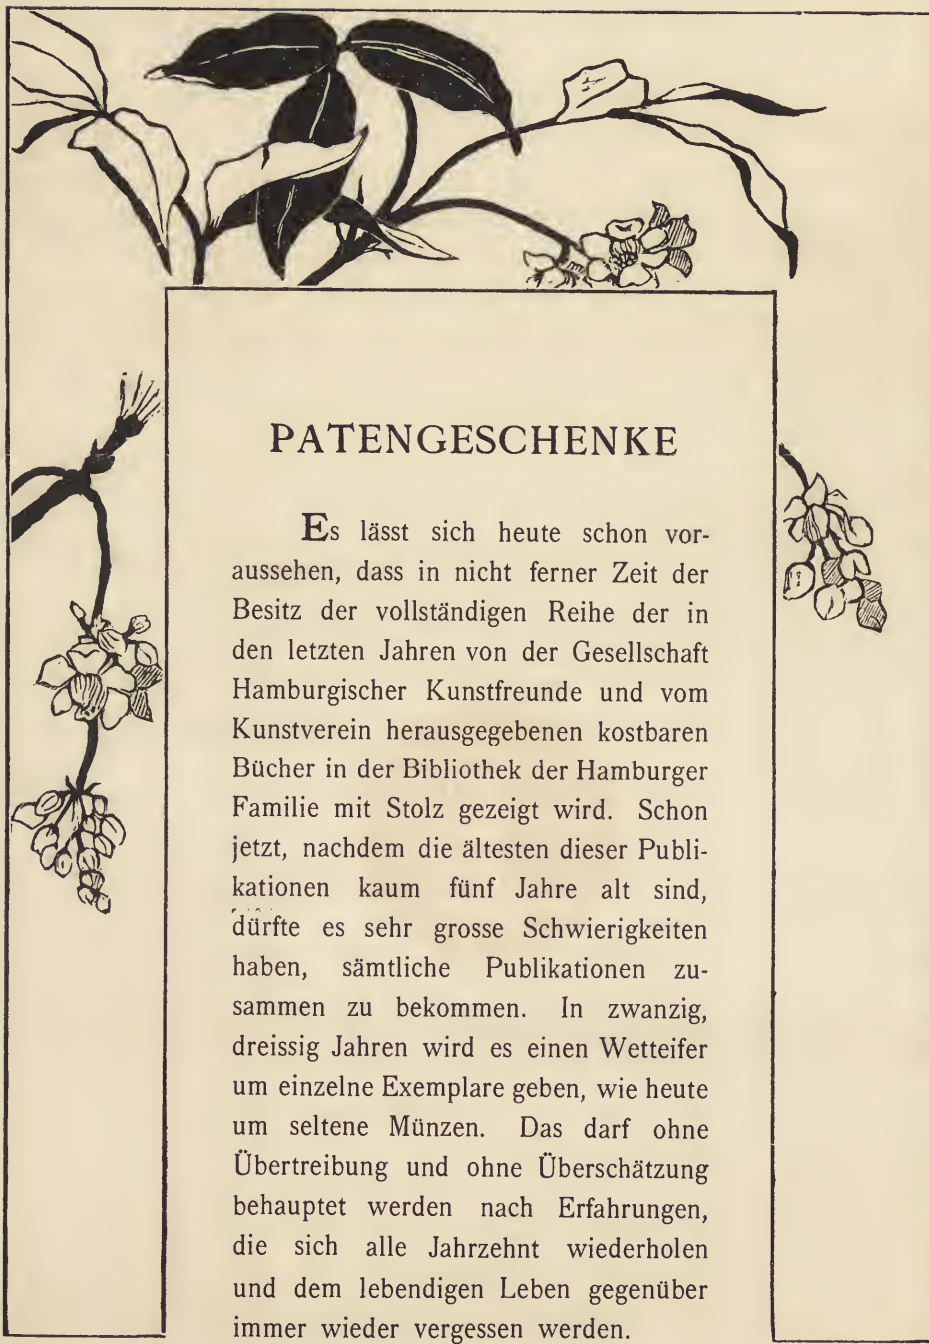 PATENGESCHENKE
Es lässt sich heute schon vor-
aussehen, dass in nicht ferner Zeit der
Besitz der vollständigen Reihe der in
den letzten Jahren von der Gesellschaft
Hamburgischer Kunstfreunde und vom
Kunstverein herausgegebenen kostbaren
Bücher in der Bibliothek der Hamburger
Familie mit Stolz gezeigt wird. Schon
jetzt, nachdem die ältesten dieser Publi-
kationen kaum fünf Jahre alt sind,
dürfte es sehr grosse Schwierigkeiten
haben, sämtliche Publikationen zu-
sammen zu bekommen. In zwanzig,
dreissig Jahren wird es einen Wetteifer
um einzelne Exemplare geben, wie heute
um seltene Münzen. Das darf ohne
Übertreibung und ohne Überschätzung
behauptet werden nach Erfahrungen,
die sich alle Jahrzehnt wiederholen
und dem lebendigen Leben gegenüber
immer wieder vergessen werden.